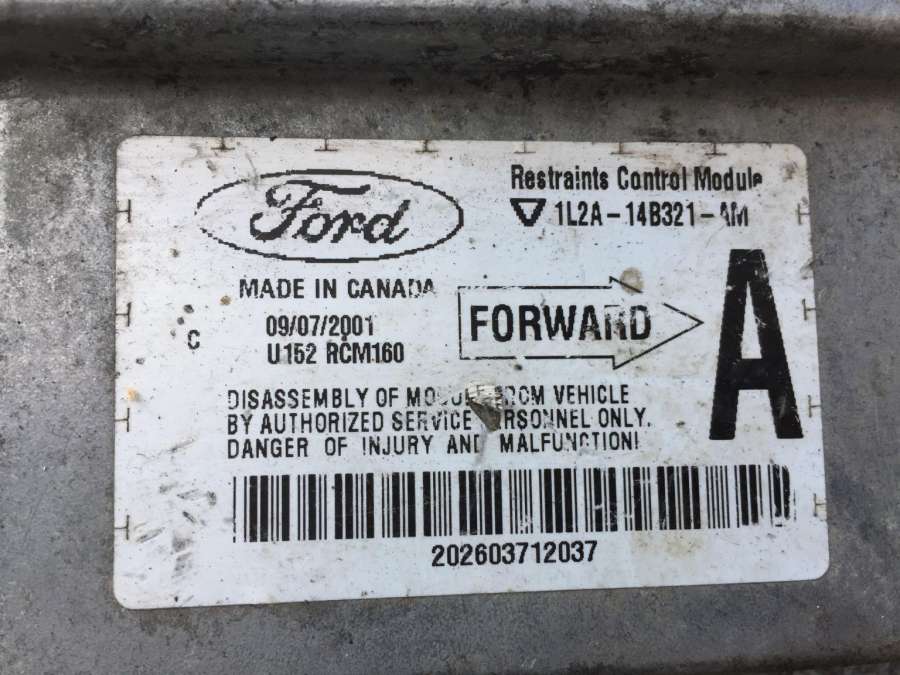 Ford
Restraints Control Module
1L2A-14B321-AM
MADE IN CANADA
09/07/2001
C
U152 RCM160
FORWARD
A
DISASSEMBLY OF MODULE FROM VEHICLE
BY AUTHORIZED SERVICE PERSONNEL ONLY.
DANGER OF INJURY AND MALFUNCTION!
202603712037